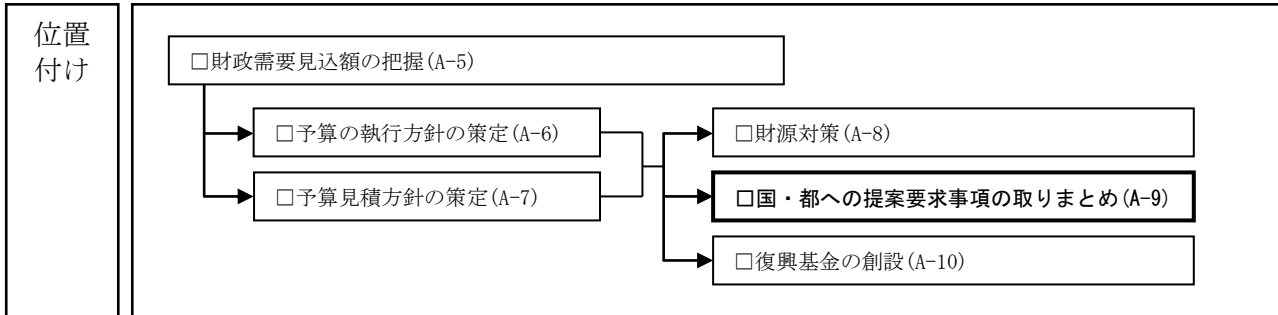 位置
付け
□財政需要見込額の把握(A-5)
□予算の執行方針の策定(A-6)
□財源対策(A-8)
□予算見積方針の策定(A-7)
□国・都への提案要求事項の取りまとめ(A-9)
□復興基金の創設(A-10)